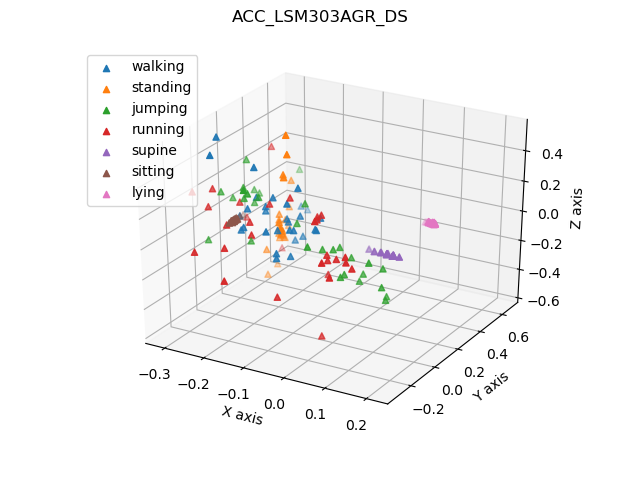 ACC_LSM303AGR_DS
walking
standing
jumping
running
supine
sitting
lying
0.4
0.2
0.0
−0.2
−0.4
−0.6
Z axis
0.6
0.4
0.2
0.0
−0.2
Y axis
−0.3
−0.2
−0.1
0.0
0.1
0.2
X axis